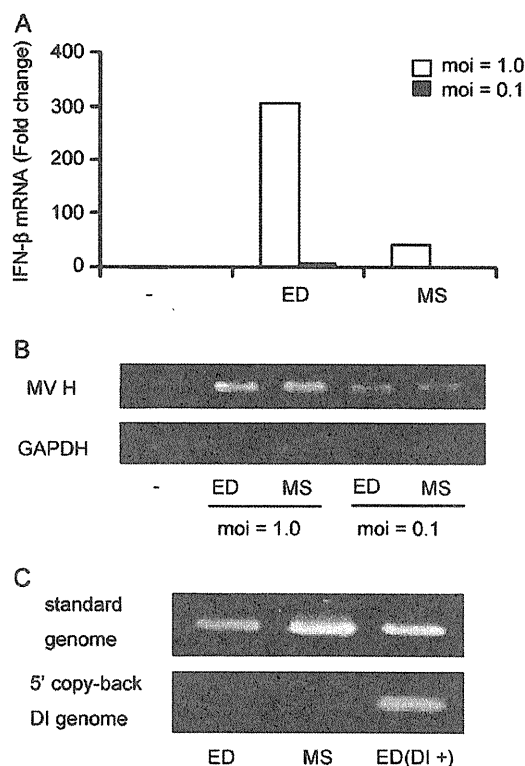 A
IFN-β mRNA (Fold change)
400
300
200
100
0
moi = 1.0
moi = 0.1
- ED MS
B
MV H
GAPDH
- ED MS ED MS
moi = 1.0 moi = 0.1
C
standard
genome
5' copy-back
DI genome
ED MS ED(DI +)